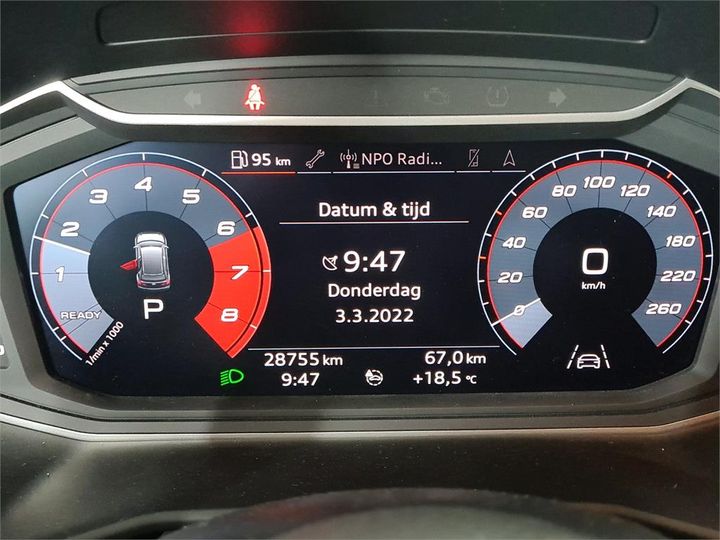 95 km NPO Radi...
Datum & tijd
9:47
Donderdag
3.3.2022
28755 km 67,0 km
9:47 +18,5 °C
1 2 3 4 5 6 7 8
READY
1/min x 1000
P
0 20 40 60 80 100 120 140 180 220 260
0
km/h